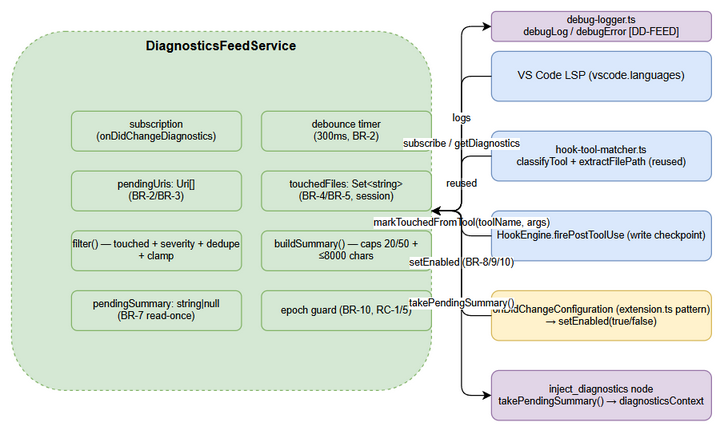 DiagnosticsFeedService
subscription
(onDidChangeDiagnostics)
debounce timer
(300ms, BR-2)
pendingUris: Uri[]
(BR-2/BR-3)
touchedFiles: Set<string>
(BR-4/BR-5, session)
filter() — touched + severity + dedupe
+ clamp
buildSummary() — caps 20/50 +
≤8000 chars
pendingSummary: string|null
(BR-7 read-once)
epoch guard (BR-10, RC-1/5)
logs
subscribe / getDiagnostics
reused
markTouchedFromTool(toolName, args)
setEnabled (BR-8/9/10)
takePendingSummary()
debug-logger.ts
debugLog / debugError [DD-FEED]
VS Code LSP (vscode.languages)
hook-tool-matcher.ts
classifyTool + extractFilePath (reused)
HookEngine.firePostToolUse (write checkpoint)
onDidChangeConfiguration (extension.ts pattern)
→ setEnabled(true/false)
inject_diagnostics node
takePendingSummary() → diagnosticsContext